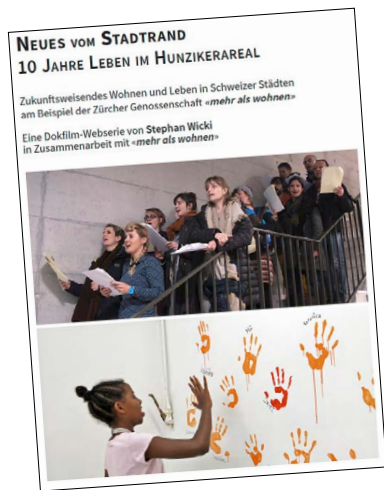 Neues vom Stadtrand
10 Jahre Leben im Hunzikerareal
Zukunftsweisendes Wohnen und Leben in Schweizer Städten
am Beispiel der Zürcher Genossenschaft «mehr als wohnen»
Eine Dokfilm-Webserie von Stephan Wicki
in Zusammenarbeit mit «mehr als wohnen»